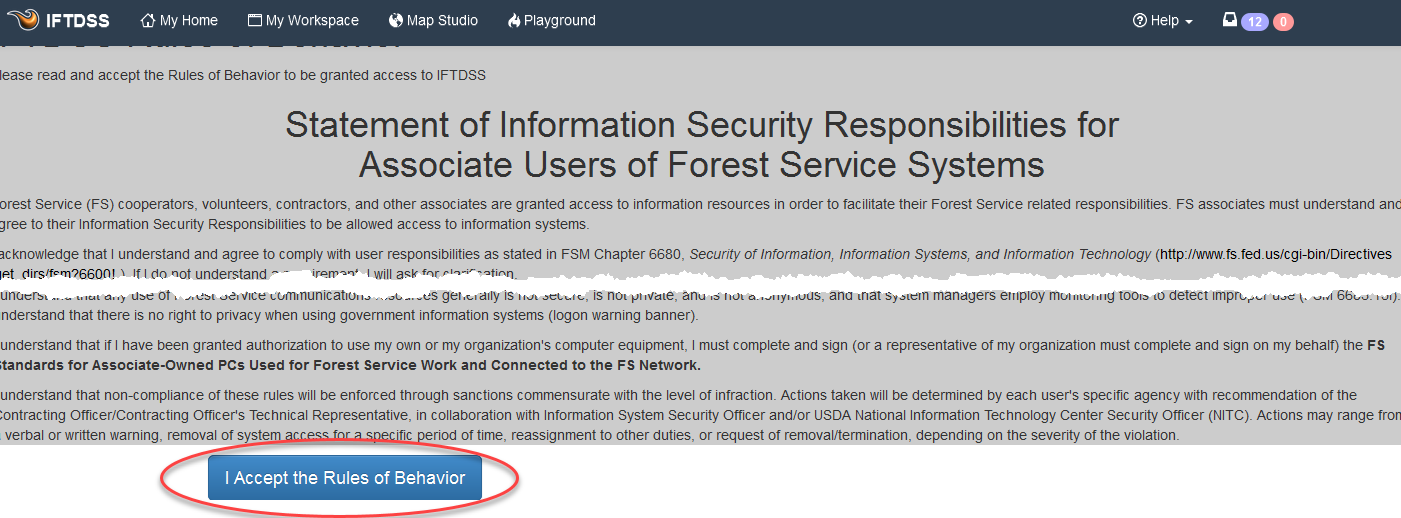 IFTDSS My Home My Workspace Map Studio Playground Help 12 0
lease read and accept the Rules of Behavior to be granted access to IFTDSS
Statement of Information Security Responsibilities for
Associate Users of Forest Service Systems
orest Service (FS) cooperators, volunteers, contractors, and other associates are granted access to information resources in order to facilitate their Forest Service related responsibilities. FS associates must understand and
gree to their Information Security Responsibilities to be allowed access to information systems.
acknowledge that I understand and agree to comply with user responsibilities as stated in FSM Chapter 6680, Security of Information, Information Systems, and Information Technology (http://www.fs.fed.us/cgi-bin/Directives
get_dirs/fsm?6600! ). If I do not understand a requirement, I will ask for clarification.
understand that any use of Forest Service communications resources generally is not secure, is not private, and is not anonymous, and that system managers employ monitoring tools to detect improper use
understand that there is no right to privacy when using government information systems (logon warning banner).
understand that if I have been granted authorization to use my own or my organization's computer equipment, I must complete and sign (or a representative of my organization must complete and sign on my behalf) the FS
Standards for Associate-Owned PCs Used for Forest Service Work and Connected to the FS Network.
understand that non-compliance of these rules will be enforced through sanctions commensurate with the level of infraction. Actions taken will be determined by each user's specific agency with recommendation of the
Contracting Officer/Contracting Officer's Technical Representative, in collaboration with Information System Security Officer and/or USDA National Information Technology Center Security Officer (NITC). Actions may range from
verbal or written warning, removal of system access for a specific period of time, reassignment to other duties, or request of removal/termination, depending on the severity of the violation.
I Accept the Rules of Behavior